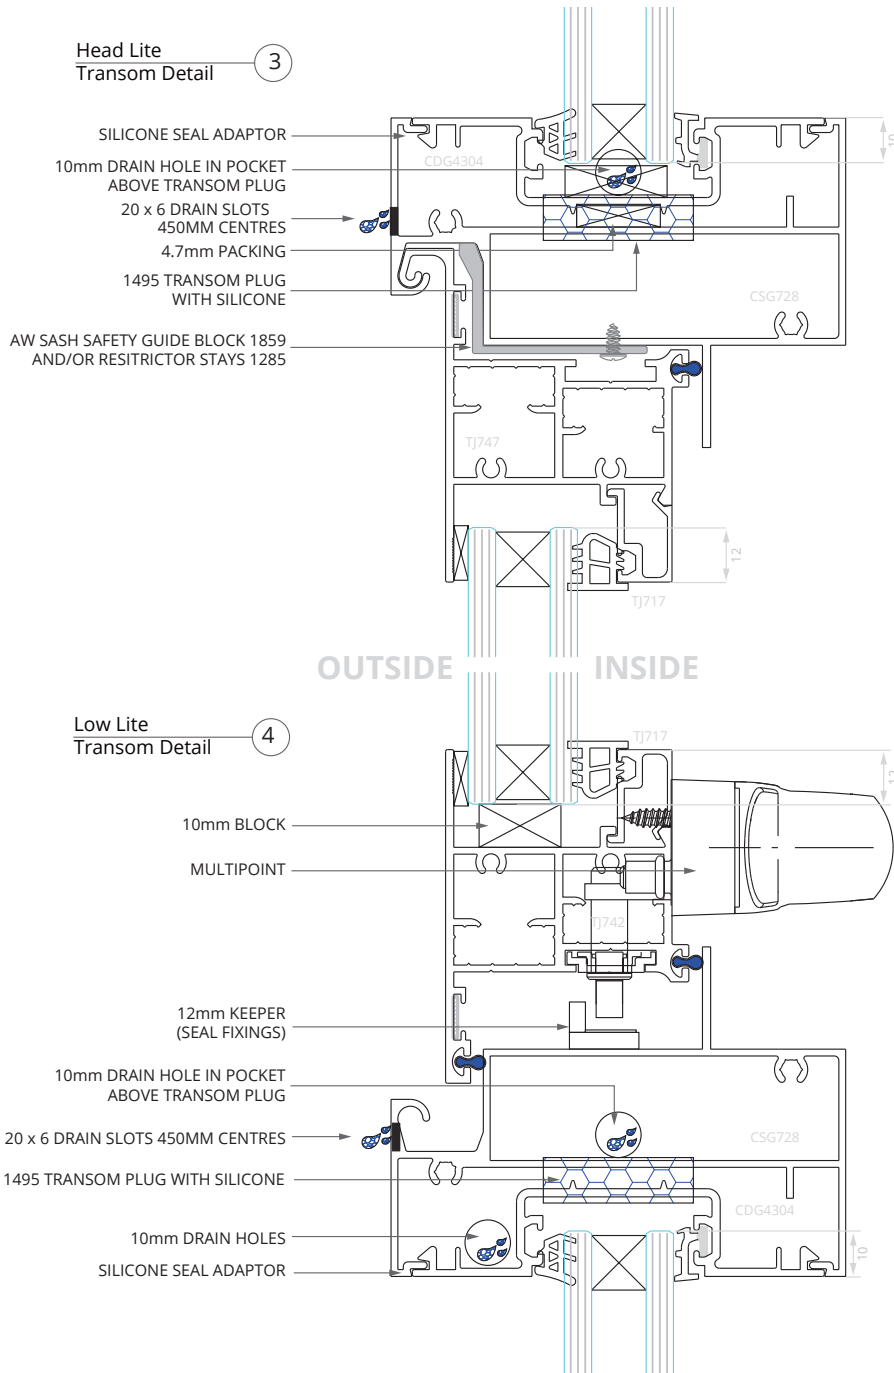 Head Lite
Transom Detail
3
SILICONE SEAL ADAPTOR
CDG4304
10
10mm DRAIN HOLE IN POCKET
ABOVE TRANSOM PLUG
20 x 6 DRAIN SLOTS
450MM CENTRES
4.7mm PACKING
1495 TRANSOM PLUG
WITH SILICONE
CSG728
AW SASH SAFETY GUIDE BLOCK 1859
AND/OR RESITRICTOR STAYS 1285
TJ747
12
TJ717
OUTSIDE
INSIDE
Low Lite
Transom Detail
4
TJ717
12
10mm BLOCK
MULTIPOINT
TJ742
12mm KEEPER
(SEAL FIXINGS)
10mm DRAIN HOLE IN POCKET
ABOVE TRANSOM PLUG
20 x 6 DRAIN SLOTS 450MM CENTRES
CSG728
1495 TRANSOM PLUG WITH SILICONE
CDG4304
10mm DRAIN HOLES
10
SILICONE SEAL ADAPTOR